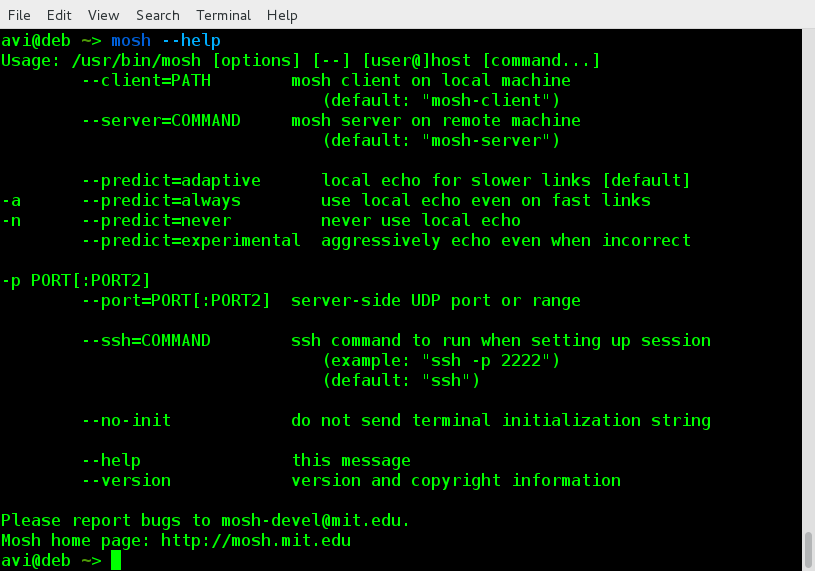 File Edit View Search Terminal Help
avi@deb ~> mosh --help
Usage: /usr/bin/mosh [options] [--] [user@]host [command...]
        --client=PATH        mosh client on local machine
                                (default: "mosh-client")
        --server=COMMAND     mosh server on remote machine
                                (default: "mosh-server")

        --predict=adaptive      local echo for slower links [default]
-a      --predict=always        use local echo even on fast links
-n      --predict=never         never use local echo
        --predict=experimental  aggressively echo even when incorrect

-p PORT[:PORT2]
        --port=PORT[:PORT2]  server-side UDP port or range

        --ssh=COMMAND        ssh command to run when setting up session
                                (example: "ssh -p 2222")
                                (default: "ssh")

        --no-init            do not send terminal initialization string

        --help               this message
        --version            version and copyright information

Please report bugs to mosh-devel@mit.edu.
Mosh home page: http://mosh.mit.edu
avi@deb ~>